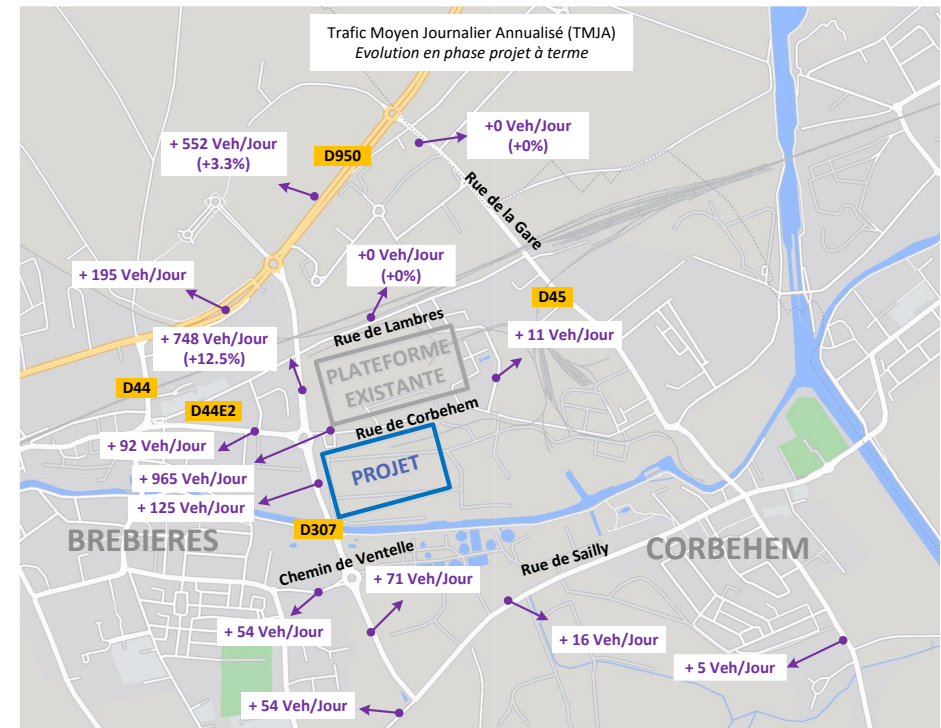 Trafic Moyen Journalier Annualisé (TMJA)
Evolution en phase projet à terme
+0 Veh/Jour
(+0%)
+ 552 Veh/Jour
(+3.3%)
D950
Rue de la Gare
+0 Veh/Jour
(+0%)
+ 195 Veh/Jour
D45
Rue de Lambres
+ 11 Veh/Jour
+ 748 Veh/Jour
(+12.5%)
PLATEFORME
EXISTANTE
D44
D44E2
Rue de Corbehem
+ 92 Veh/Jour
+ 965 Veh/Jour
PROJET
+ 125 Veh/Jour
D307
BREBIERES
CORBEHEM
Chemin de Ventelle
Rue de Sailly
+ 71 Veh/Jour
+ 54 Veh/Jour
+ 16 Veh/Jour
+ 5 Veh/Jour
+ 54 Veh/Jour